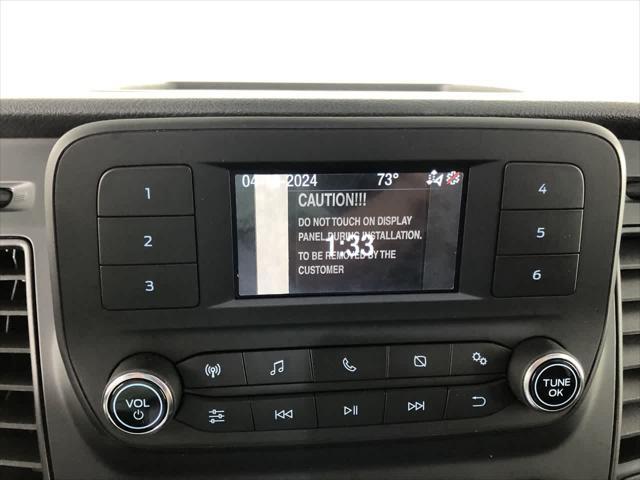 2024 73°
CAUTION!!!
DO NOT TOUCH ON DISPLAY
PANEL DURING INSTALLATION.
1:33
TO BE REMOVED BY THE
CUSTOMER
1
2
3
4
5
6
VOL
TUNE
OK